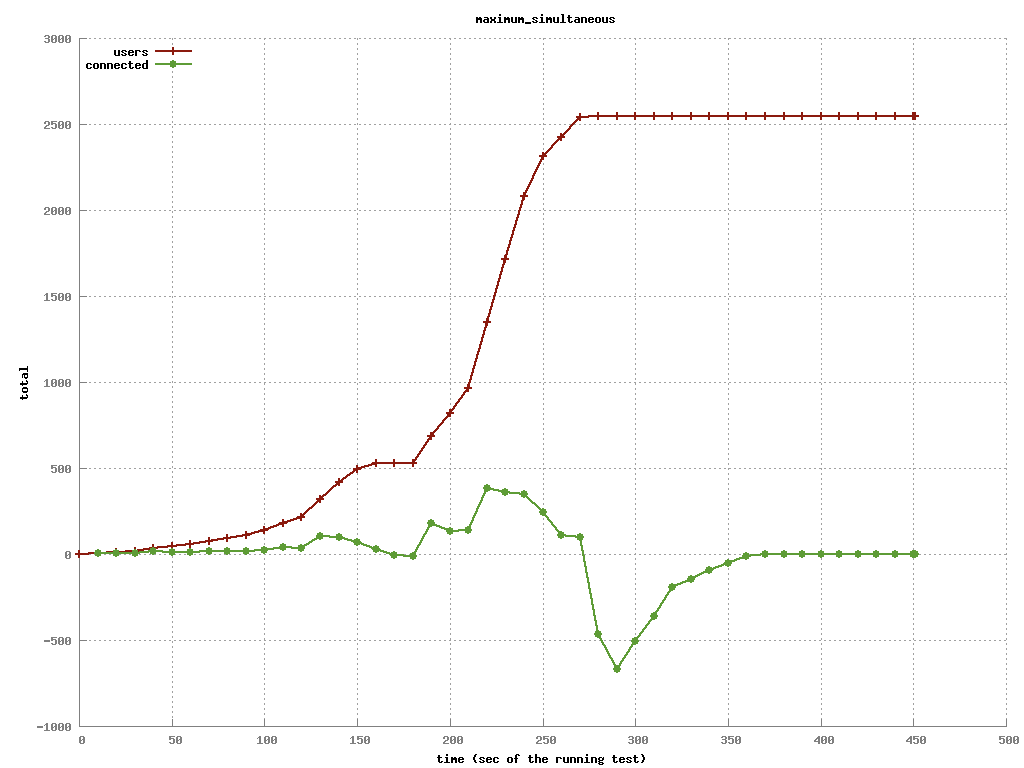 maximum_simultaneous
3000
users
connected
2500
2000
1500
1000
total
500
0
-500
-1000
0 50 100 150 200 250 300 350 400 450 500
time (sec of the running test)